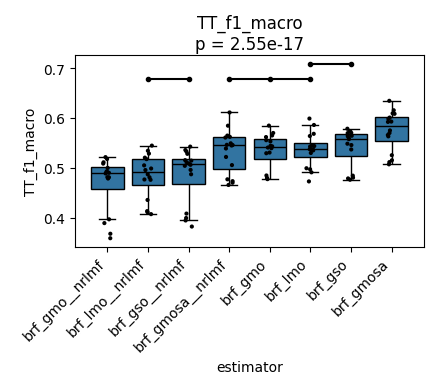 TT_f1_macro
p = 2.55e-17
TT_f1_macro
0.7
0.6
0.5
0.4
brf_gmo__nrlmf
brf_lmo__nrlmf
brf_gso__nrlmf
brf_gmosa__nrlmf
brf_gmo
brf_lmo
brf_gso
brf_gmosa
estimator